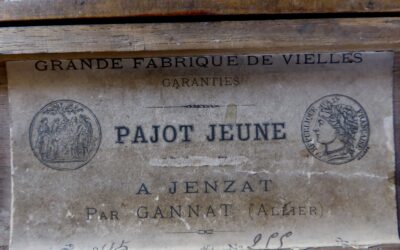 GRANDE FABRIQUE DE VIELLES
GARANTIES
PAJOT JEUNE
A JENZAT
PAR GANNAT (ALLIER)